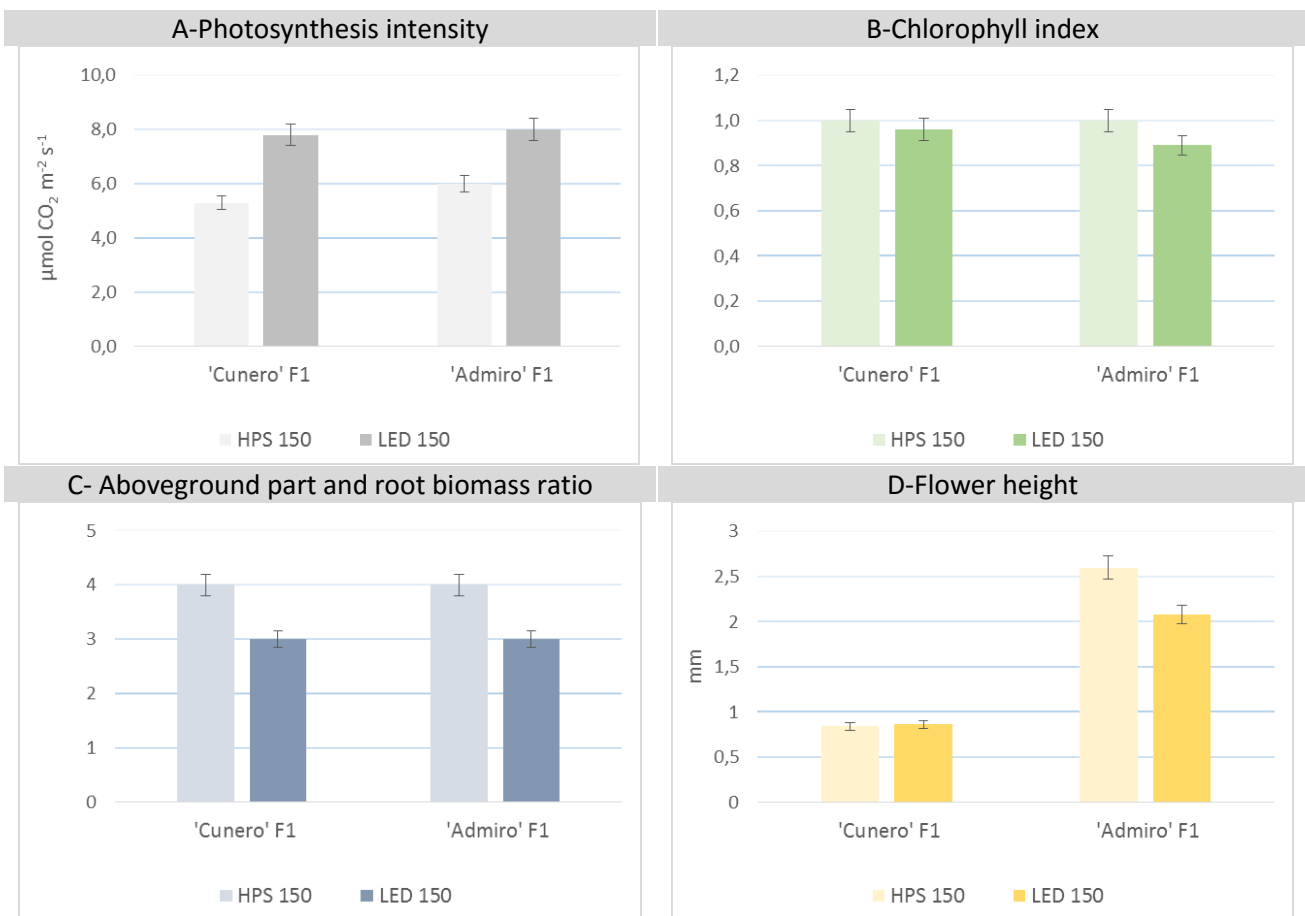 A-Photosynthesis intensity
10,0
8,0
6,0
4,0
2,0
0,0
µmol CO₂ m⁻² s⁻¹
'Cunero' F1 'Admiro' F1
HPS 150 LED 150
B-Chlorophyll index
1,2
1,0
0,8
0,6
0,4
0,2
0,0
'Cunero' F1 'Admiro' F1
HPS 150 LED 150
C- Aboveground part and root biomass ratio
5
4
3
2
1
0
'Cunero' F1 'Admiro' F1
HPS 150 LED 150
D-Flower height
3
2,5
2
1,5
1
0,5
0
mm
'Cunero' F1 'Admiro' F1
HPS 150 LED 150